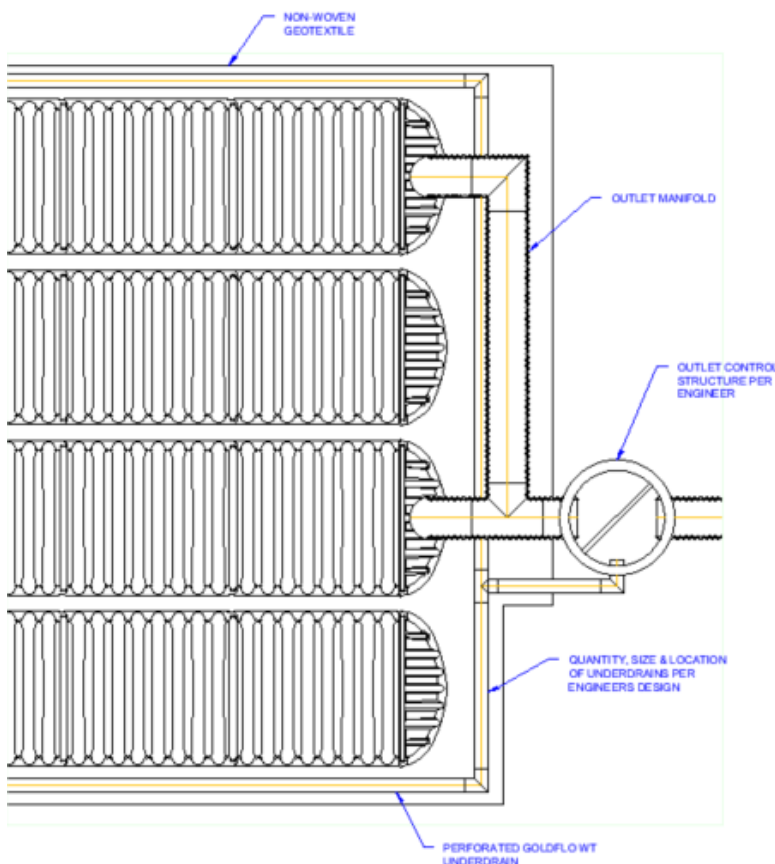 NON-WOVEN
GEOTEXTILE
OUTLET MANIFOLD
OUTLET CONTROL
STRUCTURE PER
ENGINEER
QUANTITY, SIZE & LOCATION
OF UNDERDRAINS PER
ENGINEERS DESIGN
PERFORATED GOLDFLO WT
UNDERDRAIN